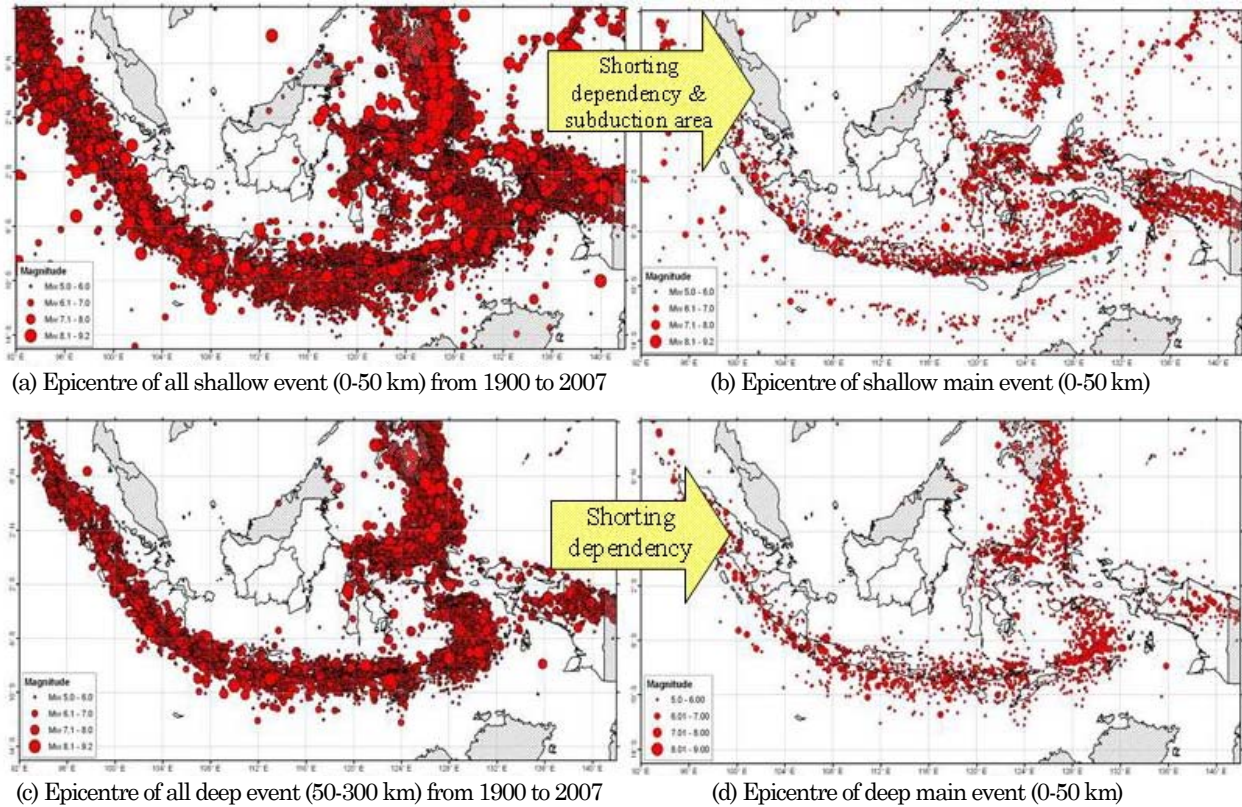 Shorting
dependency &
subduction area
Magnitude
Mw 5.0 - 6.0
Mw 6.1 - 7.0
Mw 7.1 - 8.0
Mw 8.1 - 9.2
Magnitude
Mw 5.0 - 6.0
Mw 6.1 - 7.0
Mw 7.1 - 8.0
Mw 8.1 - 9.2
(a) Epicentre of all shallow event (0-50 km) from 1900 to 2007
(b) Epicentre of shallow main event (0-50 km)
Shorting
dependency
Magnitude
Mw 5.0 - 6.0
Mw 6.1 - 7.0
Mw 7.1 - 8.0
Mw 8.1 - 9.2
Magnitude
5.0 - 6.00
6.01 - 7.00
7.01 - 8.00
8.01 - 9.00
(c) Epicentre of all deep event (50-300 km) from 1900 to 2007
(d) Epicentre of deep main event (0-50 km)